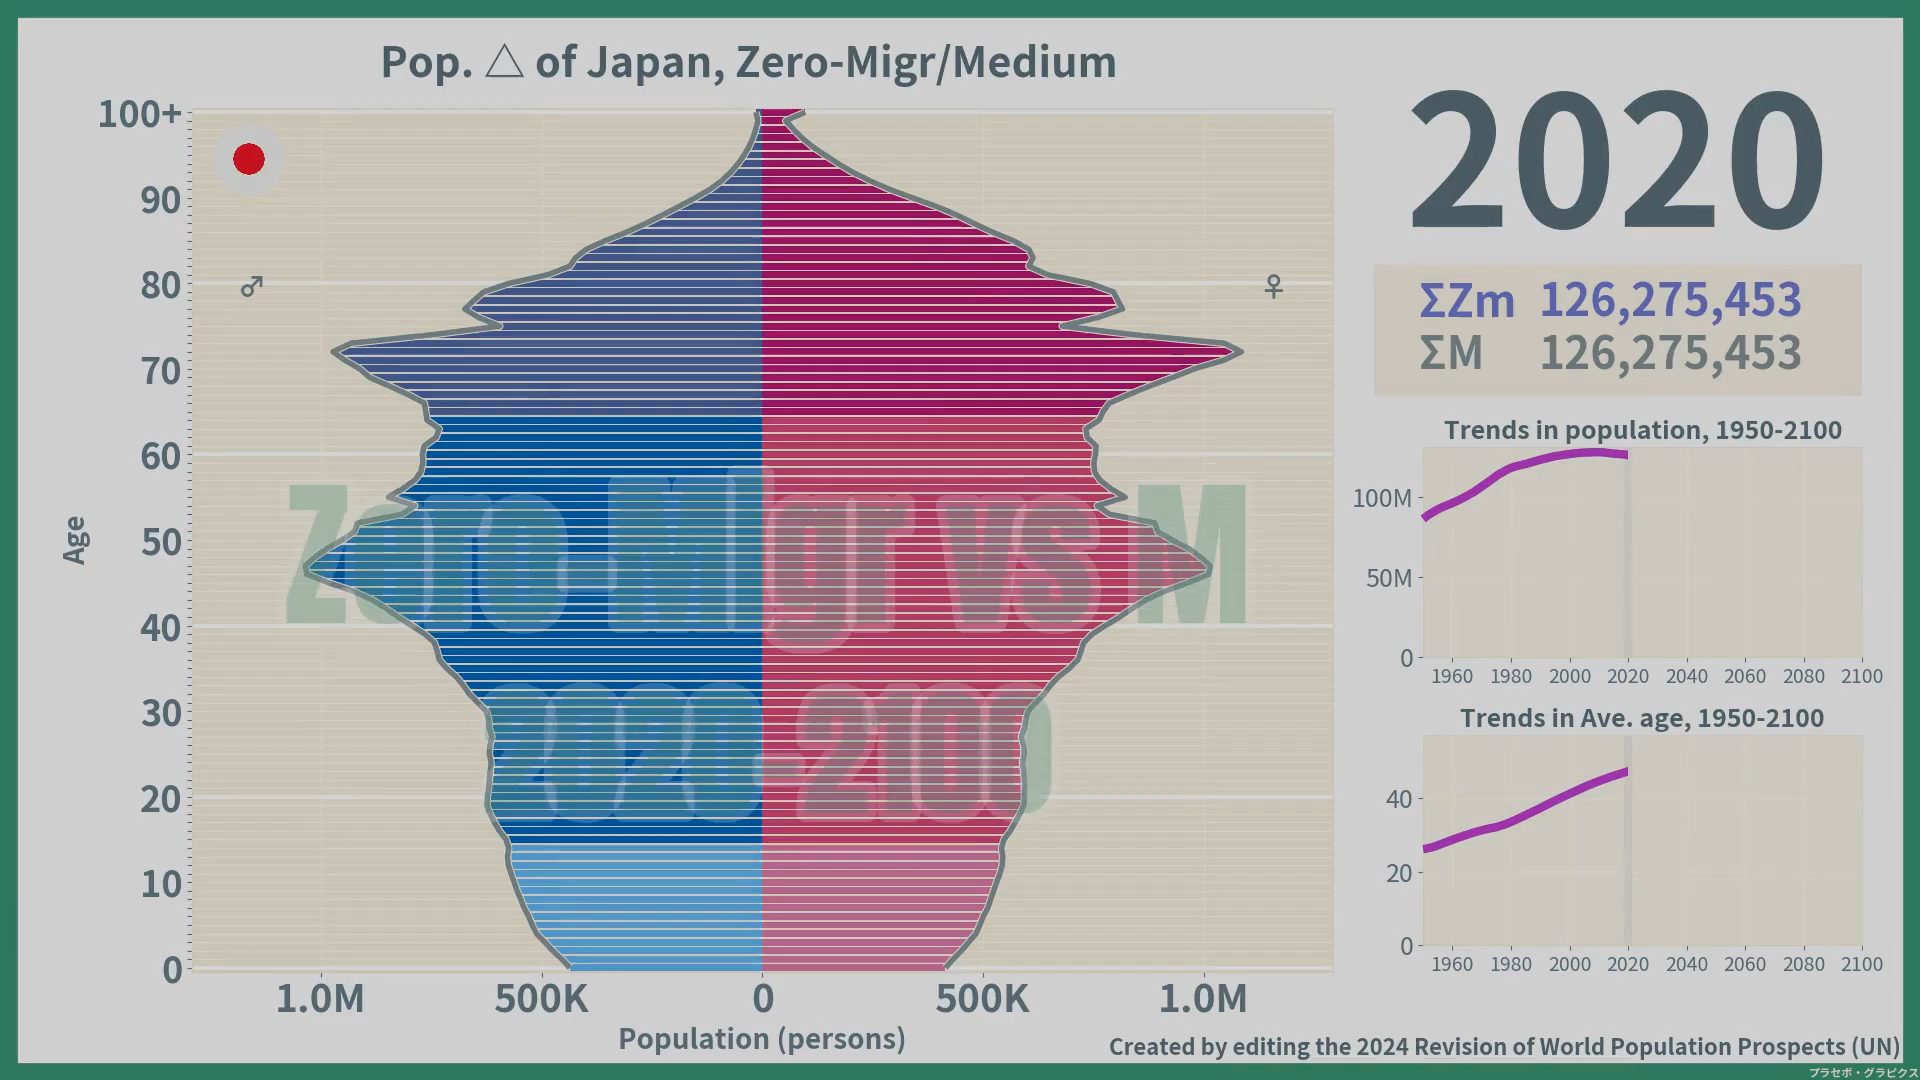 Pop. △ of Japan, Zero-Migr/Medium
2020
100+
90
80
70
60
50
40
30
20
10
0
Age
♂
♀
1.0M
500K
0
500K
1.0M
Population (persons)
Zero-Migr vs M
2020-2100
ΣZm 126,275,453
ΣM 126,275,453
Trends in population, 1950-2100
100M
50M
0
1960 1980 2000 2020 2040 2060 2080 2100
Trends in Ave. age, 1950-2100
40
20
0
1960 1980 2000 2020 2040 2060 2080 2100
Created by editing the 2024 Revision of World Population Prospects (UN)
プラセボ・グラピクス